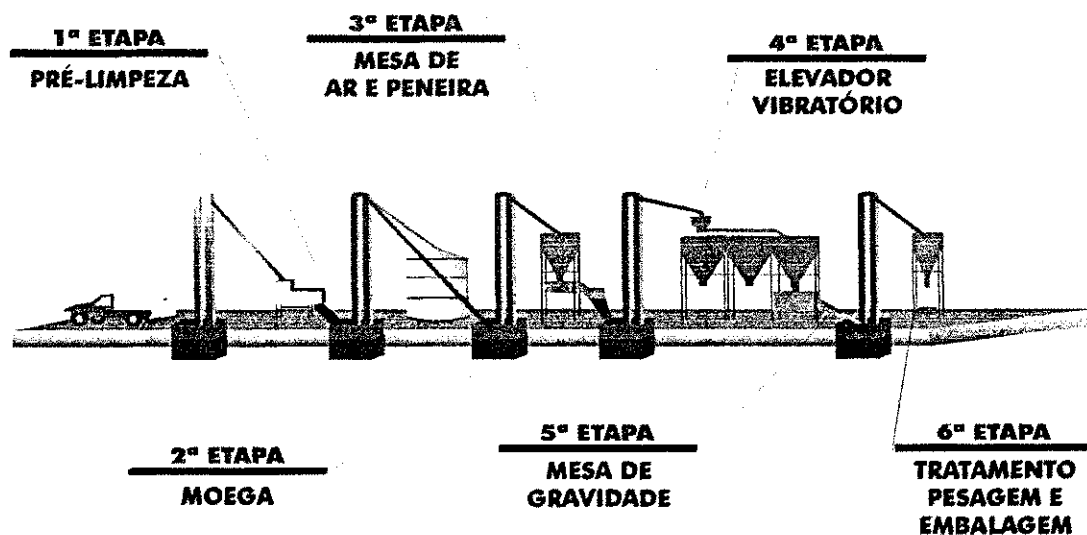 1ª ETAPA
PRÉ-LIMPEZA
3ª ETAPA
MESA DE
AR E PENEIRA
4ª ETAPA
ELEVADOR
VIBRATÓRIO
2ª ETAPA
MOEGA
5ª ETAPA
MESA DE
GRAVIDADE
6ª ETAPA
TRATAMENTO
PESAGEM E
EMBALAGEM